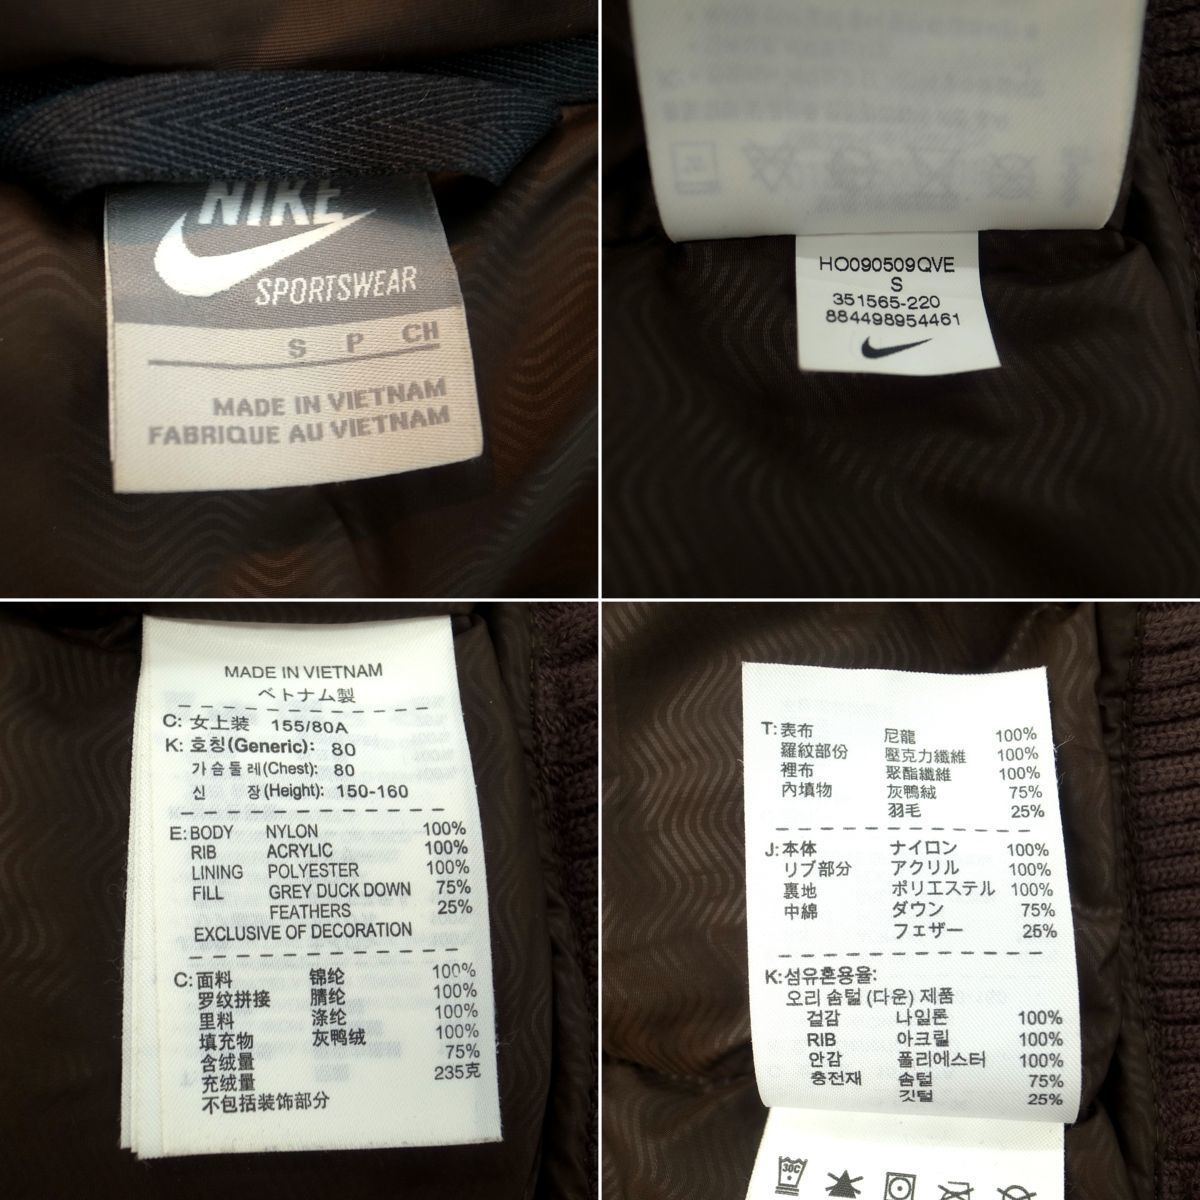 NIKE
SPORTSWEAR
S P CH
MADE IN VIETNAM
FABRIQUE AU VIETNAM
HO090509QVE
S
351565-220
884498954461
MADE IN VIETNAM
ベトナム製
C: 女上装 155/80A
K: 호칭(Generic): 80
가슴둘레(Chest): 80
신 장(Height): 150-160
E: BODY NYLON 100%
RIB ACRYLIC 100%
LINING POLYESTER 100%
FILL GREY DUCK DOWN 75%
FEATHERS 25%
EXCLUSIVE OF DECORATION
C: 面料 锦纶 100%
罗纹拼接 腈纶 100%
里料 涤纶 100%
填充物 灰鸭绒 100%
含绒量 75%
充绒量 235克
不包括装饰部分
T: 表布 尼龍 100%
羅紋部份 壓克力纖維 100%
裡布 聚酯纖維 100%
內填物 灰鴨絨 75%
羽毛 25%
J: 本体 ナイロン 100%
リブ部分 アクリル 100%
裏地 ポリエステル 100%
中綿 ダウン 75%
フェザー 25%
K: 섬유혼용율:
오리 솜털 (다운) 제품
겉감 나일론 100%
RIB 아크릴 100%
안감 폴리에스터 100%
충전재 솜털 75%
깃털 25%
30C